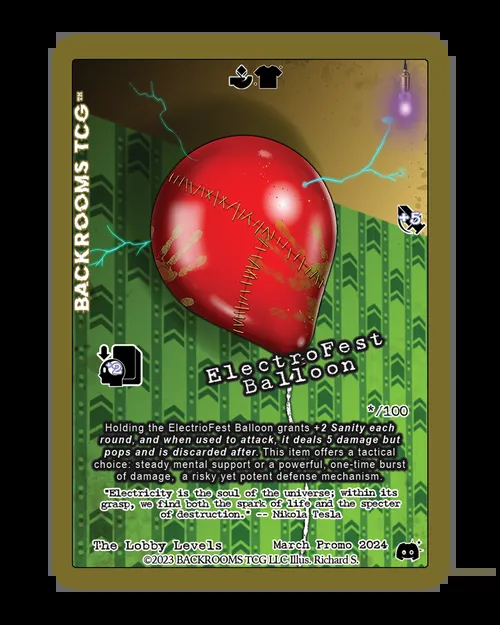 BACKROOMS TCG™
+5
+2
ElectroFest
Balloon
*/100
Holding the ElectrioFest Balloon grants +2 Sanity each
round, and when used to attack, it deals 5 damage but
pops and is discarded after. This item offers a tactical
choice: steady mental support or a powerful, one-time burst
of damage, a risky yet potent defense mechanism.
"Electricity is the soul of the universe; within its
grasp, we find both the spark of life and the specter
of destruction." -- Nikola Tesla
The Lobby Levels
March Promo 2024
©2023 BACKROOMS TCG LLC Illus. Richard S.